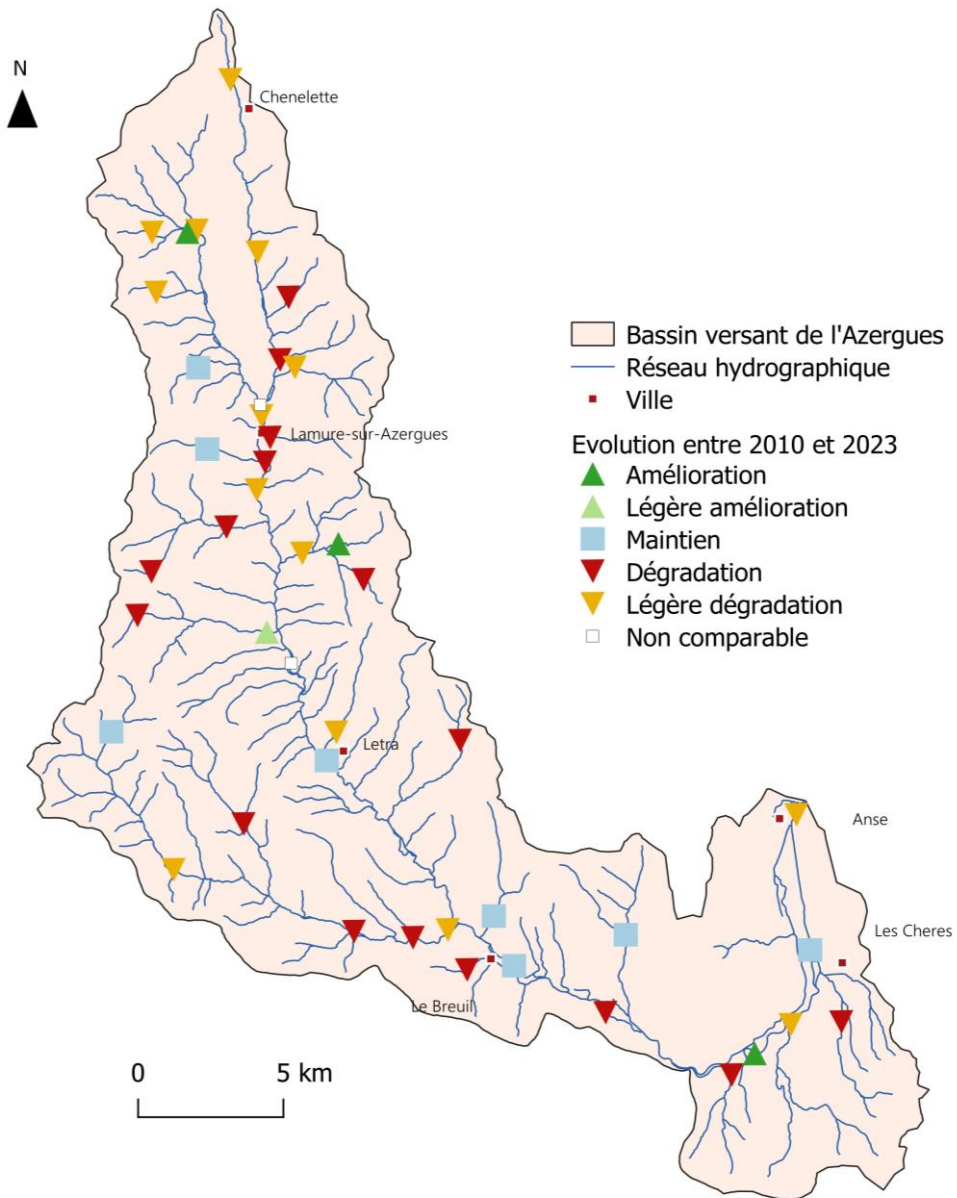 N
Chenelette
Bassin versant de l'Azergues
Réseau hydrographique
Ville
Lamure-sur-Azergues
Evolution entre 2010 et 2023
Amélioration
Légère amélioration
Maintien
Dégradation
Légère dégradation
Non comparable
Letra
Anse
Les Cheres
Le Breuil
0 5 km